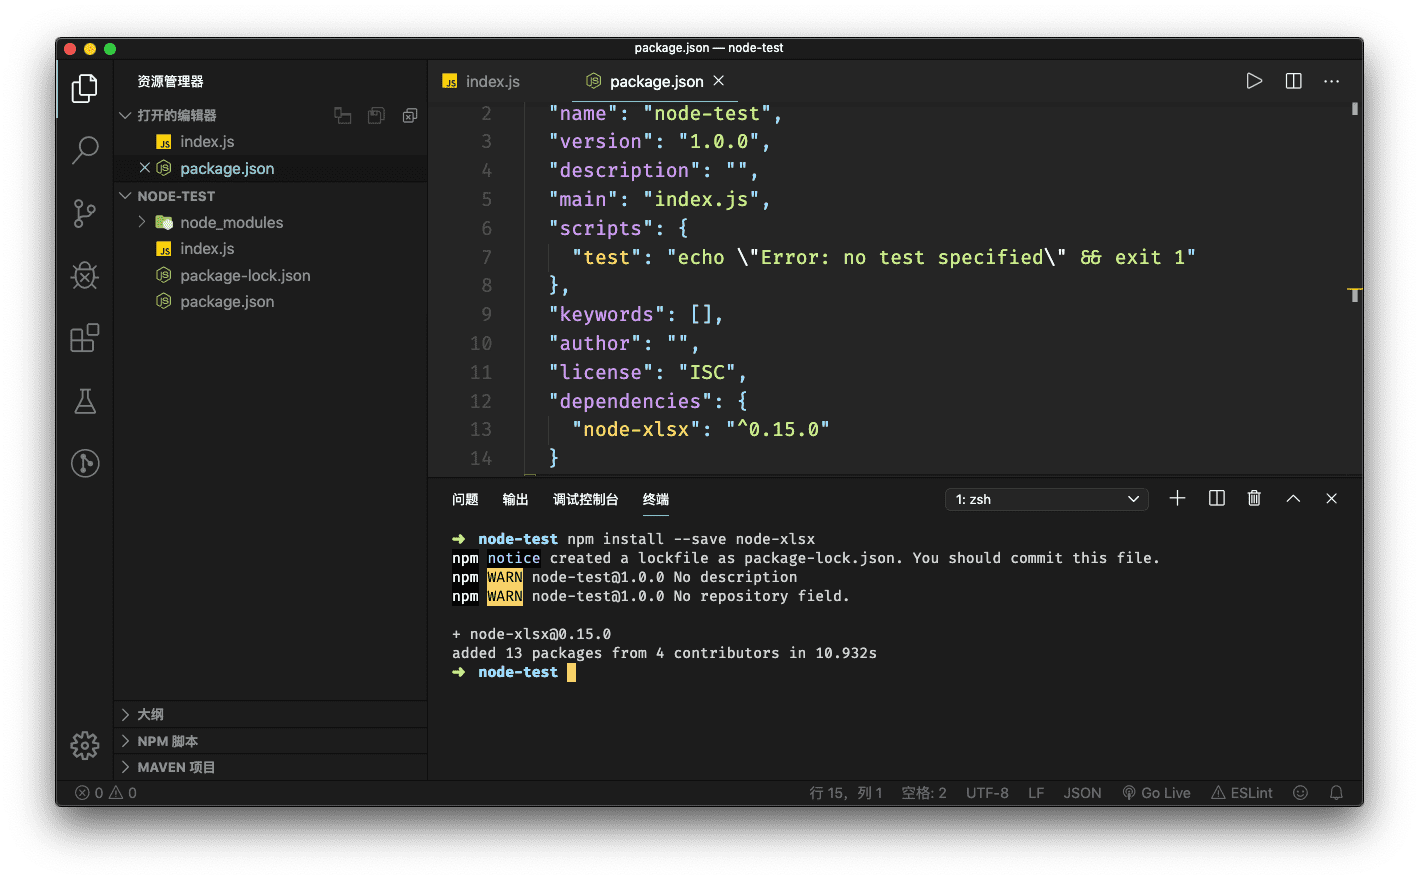 package.json — node-test
资源管理器
打开的编辑器
JS index.js
package.json
NODE-TEST
node_modules
JS index.js
package-lock.json
package.json
大纲
NPM 脚本
MAVEN 项目
JS index.js
package.json
2 "name": "node-test",
3 "version": "1.0.0",
4 "description": "",
5 "main": "index.js",
6 "scripts": {
7 "test": "echo \"Error: no test specified\" && exit 1"
8 },
9 "keywords": [],
10 "author": "",
11 "license": "ISC",
12 "dependencies": {
13 "node-xlsx": "^0.15.0"
14 }
问题 输出 调试控制台 终端
1: zsh
➜ node-test npm install --save node-xlsx
npm notice created a lockfile as package-lock.json. You should commit this file.
npm WARN node-test@1.0.0 No description
npm WARN node-test@1.0.0 No repository field.
+ node-xlsx@0.15.0
added 13 packages from 4 contributors in 10.932s
➜ node-test
0 0
行 15，列 1 空格: 2 UTF-8 LF JSON Go Live ESLint